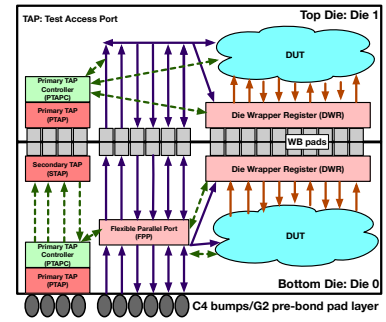 TAP: Test Access Port
Top Die: Die 1
DUT
Primary TAP
Controller
(PTAPC)
Primary TAP
(PTAP)
Die Wrapper Register (DWR)
WB pads
Secondary TAP
(STAP)
Die Wrapper Register (DWR)
Flexible Parallel Port
(FPP)
DUT
Primary TAP
Controller
(PTAPC)
Primary TAP
(PTAP)
Bottom Die: Die 0
C4 bumps/G2 pre-bond pad layer